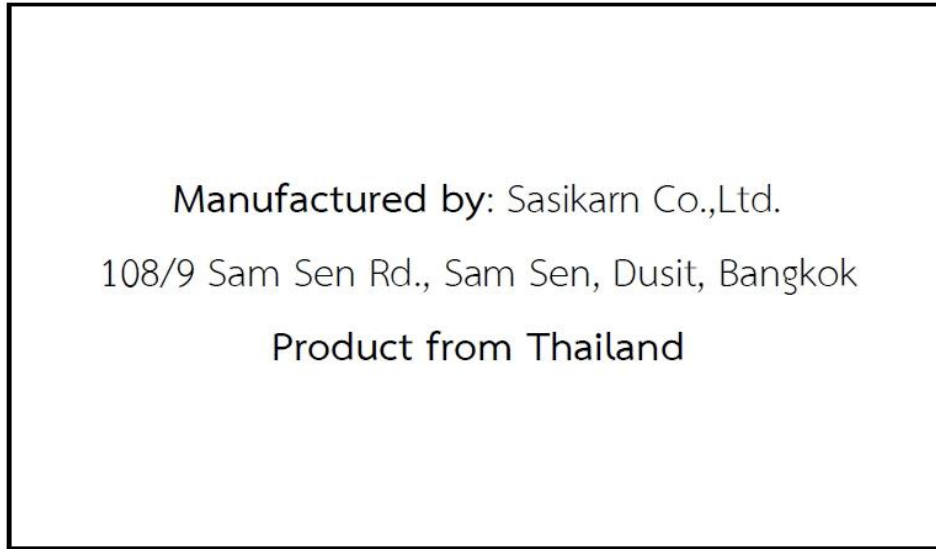 Manufactured by: Sasikarn Co.,Ltd.
108/9 Sam Sen Rd., Sam Sen, Dusit, Bangkok
Product from Thailand